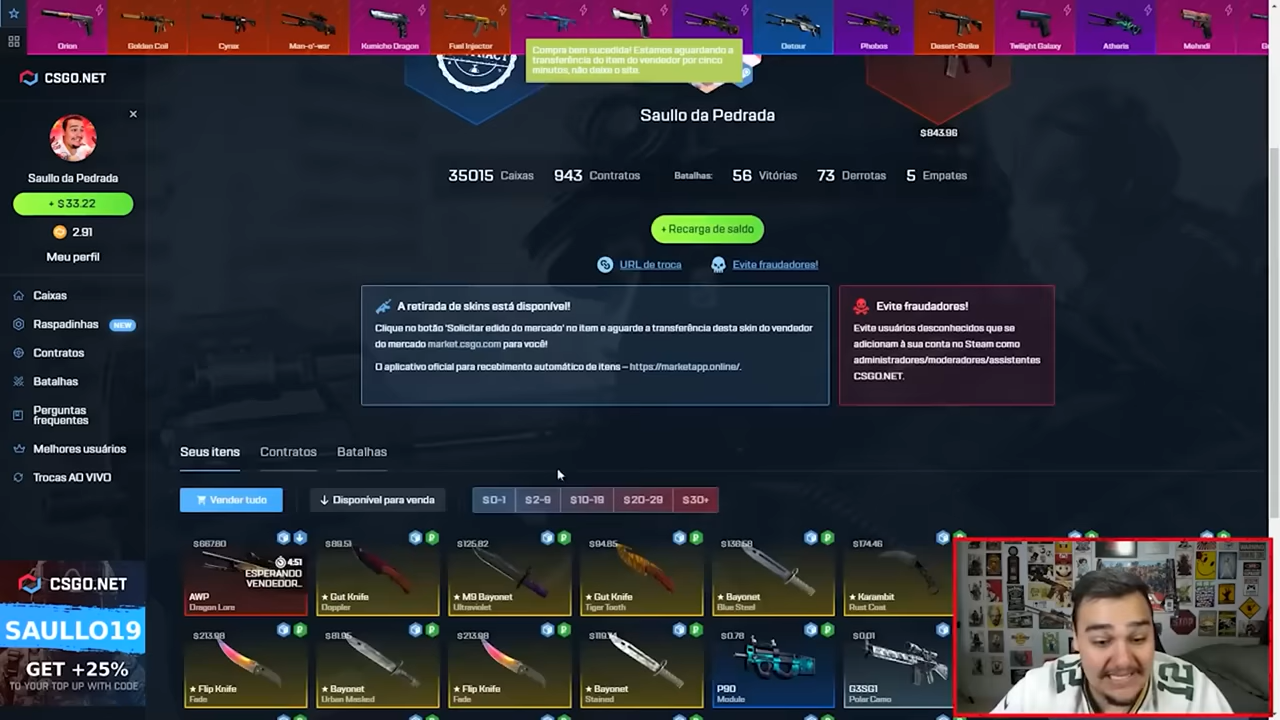 Orion
Golden Coil
Cyrex
Man-o'-war
Kumicho Dragon
Fuel Injector
Detour
Phobos
Desert-Strike
Twilight Galaxy
Atheris
Mehndi
Compra bem sucedida! Estamos aguardando a
transferência do item do vendedor por cinco
minutos, não deixe o site.
CSGO.NET
Saullo da Pedrada
$843.96
35015 Caixas 943 Contratos Batalhas: 56 Vitórias 73 Derrotas 5 Empates
Saullo da Pedrada
+ $33.22
2.91
Meu perfil
+ Recarga de saldo
URL de troca Evite fraudadores!
Caixas
Raspadinhas NEW
Contratos
Batalhas
Perguntas
frequentes
Melhores usuários
Trocas AO VIVO
A retirada de skins está disponível!
Clique no botão 'Solicitar edido do mercado' no item e aguarde a transferência desta skin do vendedor
do mercado market.csgo.com para você!
O aplicativo oficial para recebimento automático de itens – https://marketapp.online/.
Evite fraudadores!
Evite usuários desconhecidos que se
adicionam à sua conta no Steam como
administradores/moderadores/assistentes
CSGO.NET.
Seus itens Contratos Batalhas
Vender tudo
Disponível para venda
$0-1 $2-9 $10-19 $20-29 $30+
$667.80
4:51
ESPERANDO
VENDEDOR...
AWP
Dragon Lore
$89.51
★ Gut Knife
Doppler
$125.82
★ M9 Bayonet
Ultraviolet
$94.85
★ Gut Knife
Tiger Tooth
★ Bayonet
Blue Steel
$174.46
★ Karambit
Rust Coat
$213.98
★ Flip Knife
Fade
★ Bayonet
Urban Masked
$213.98
★ Flip Knife
Fade
★ Bayonet
Stained
$0.78
P90
Module
$0.01
G3SG1
Polar Camo
CSGO.NET
SAULLO19
GET +25%
TO YOUR TOP UP WITH CODE
12
STOP